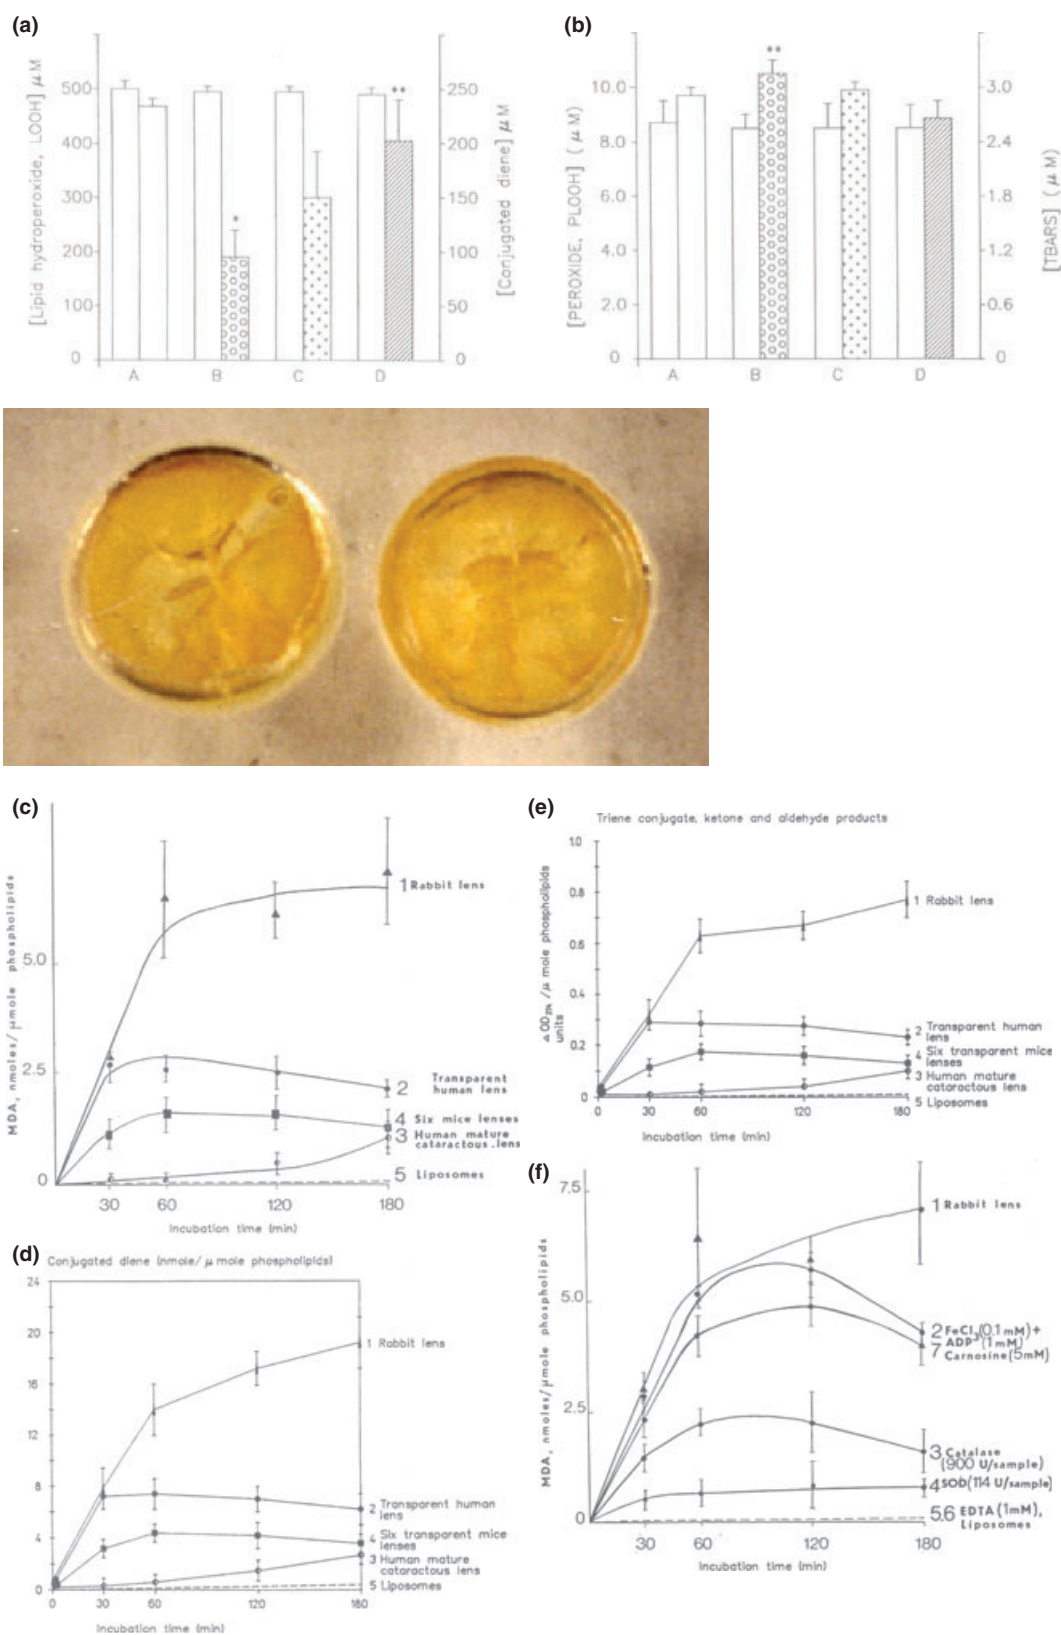 (a)
[Lipid hydroperoxide, LOOH] μM
500
400
300
200
100
0
A
B
C
D
*
**
250
200
150
100
50
0
[Conjugated diene] μM
(b)
[PEROXIDE, PLOOH] (μM)
10.0
8.0
6.0
4.0
2.0
0
A
B
C
D
**
3.0
2.4
1.8
1.2
0.6
0
[TBARS] (μM)
(c)
MDA, nmoles/μmole phospholipids
5.0
2.5
0
30
60
120
180
Incubation time (min)
1 Rabbit lens
2 Transparent
human lens
4 Six mice lenses
3 Human mature
cataractous lens
5 Liposomes
(d)
Conjugated diene (nmole/μ mole phospholipids)
24
20
16
12
8
4
0
0
30
60
120
180
Incubation time (min)
1 Rabbit lens
2 Transparent human
lens
4 Six transparent mice
lenses
3 Human mature
cataractous lens
5 Liposomes
(e)
Triene conjugate, ketone and aldehyde products
/μ mole phospholipids
units
1.0
0.8
0.6
0.4
0.2
0
0
30
60
120
180
Incubation time (min)
1 Rabbit lens
2 Transparent human
lens
4 Six transparent mice
lenses
3 Human mature
cataractous lens
5 Liposomes
(f)
MDA, nmoles/μmole phospholipids
7.5
5.0
2.5
0
30
60
120
180
Incubation time (min)
1 Rabbit lens
2 FeCl3(0.1mM)+
ADP (1mM)
7 Carnosine(5mM)
3 Catalase
(900 U/sample)
4 SOD(114 U/sample)
5,6 EDTA (1mM),
Liposomes